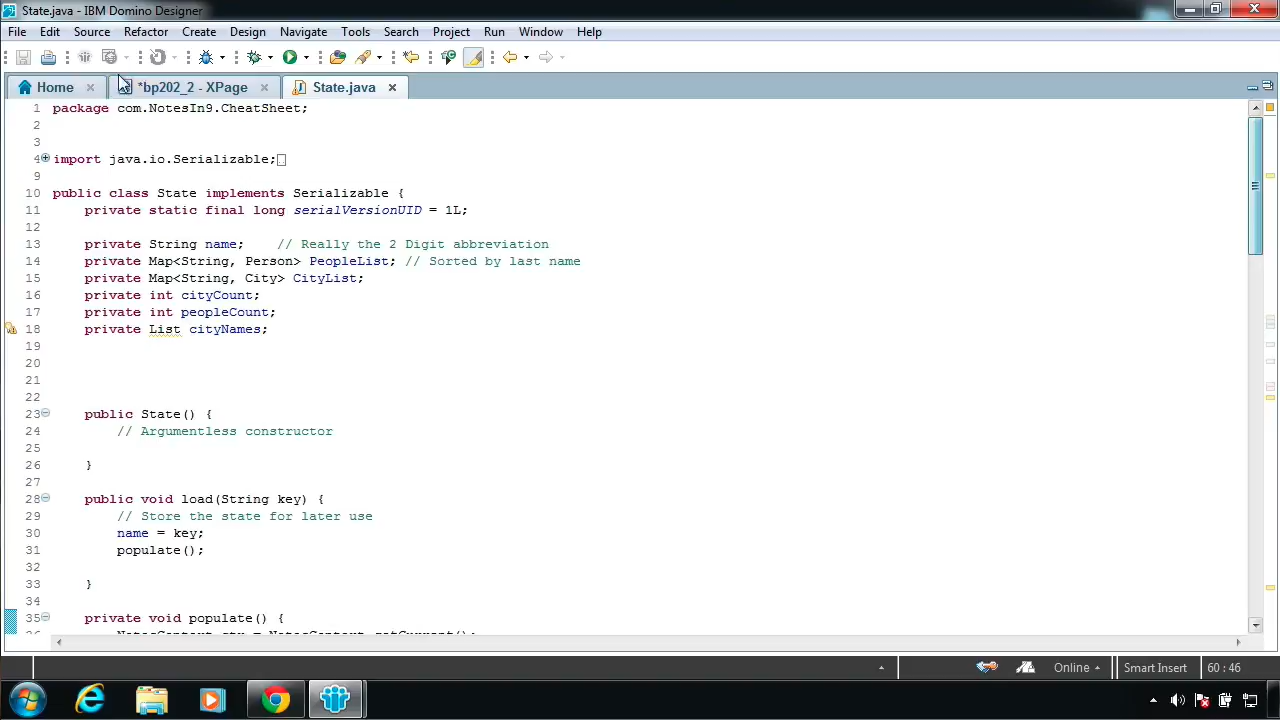 State.java - IBM Domino Designer
File Edit Source Refactor Create Design Navigate Tools Search Project Run Window Help
Home *bp202_2 - XPage State.java
1 package com.NotesIn9.CheatSheet;
2
3
4 import java.io.Serializable;
9
10 public class State implements Serializable {
11 private static final long serialVersionUID = 1L;
12
13 private String name; // Really the 2 Digit abbreviation
14 private Map<String, Person> PeopleList; // Sorted by last name
15 private Map<String, City> CityList;
16 private int cityCount;
17 private int peopleCount;
18 private List cityNames;
19
20
21
22
23 public State() {
24 // Argumentless constructor
25
26 }
27
28 public void load(String key) {
29 // Store the state for later use
30 name = key;
31 populate();
32
33 }
34
35 private void populate() {
Online Smart Insert 60 : 46